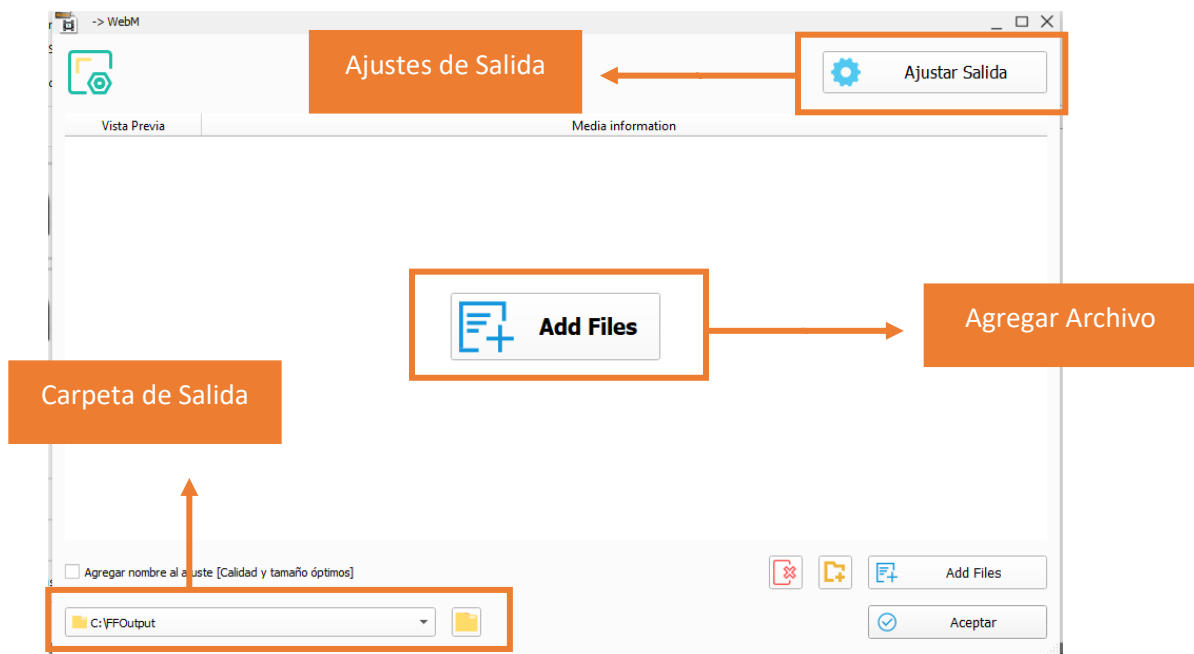 -> WebM
Ajustes de Salida
Ajustar Salida
Vista Previa
Media information
Add Files
Agregar Archivo
Carpeta de Salida
Agregar nombre al ajuste [Calidad y tamaño óptimos]
Add Files
C:\FFOutput
Aceptar